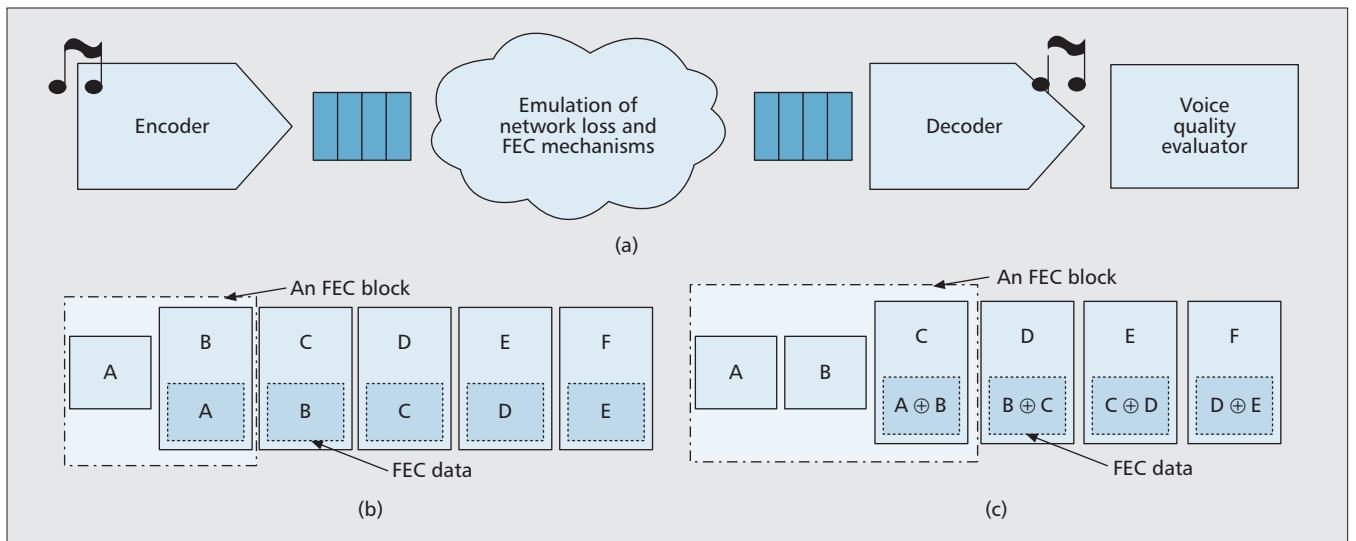 Encoder
Emulation of
network loss and
FEC mechanisms
Decoder
Voice
quality
evaluator
(a)
An FEC block
A
B
A
C
B
D
C
E
D
F
E
FEC data
(b)
An FEC block
A
B
C
A ⊕ B
D
B ⊕ C
E
C ⊕ D
F
D ⊕ E
FEC data
(c)